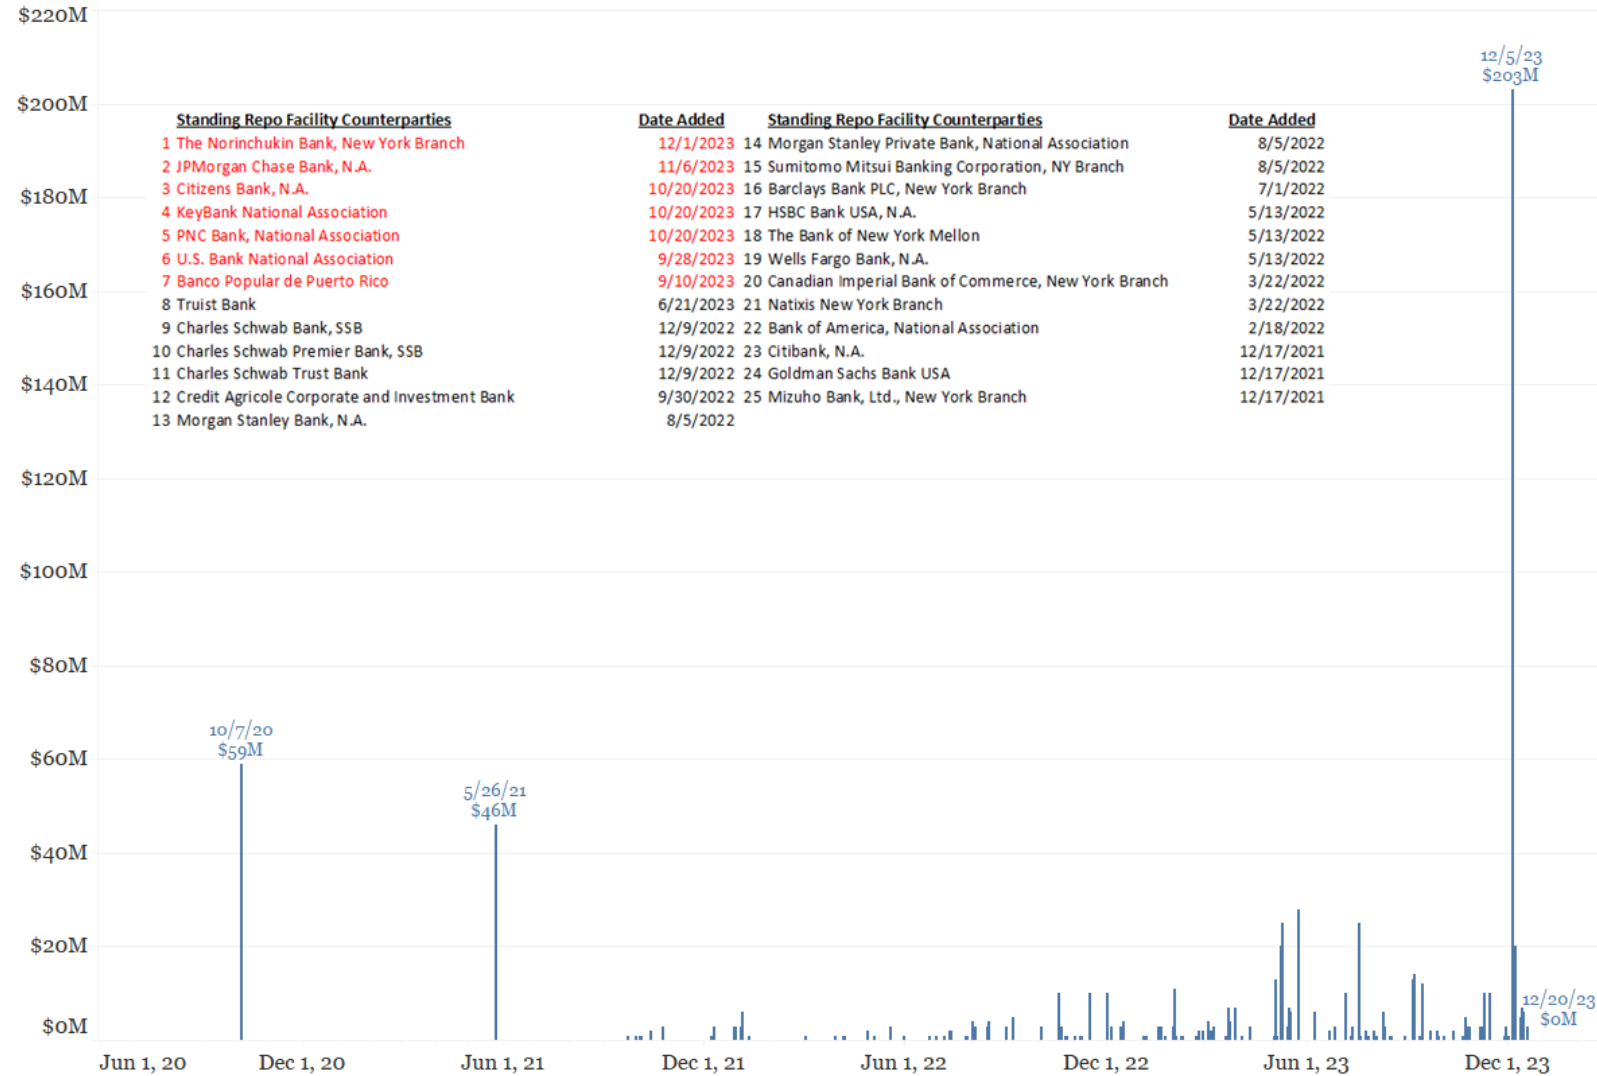 $220M
12/5/23
$203M
$200M
Standing Repo Facility Counterparties Date Added Standing Repo Facility Counterparties Date Added
1 The Norinchukin Bank, New York Branch 12/1/2023 14 Morgan Stanley Private Bank, National Association 8/5/2022
2 JPMorgan Chase Bank, N.A. 11/6/2023 15 Sumitomo Mitsui Banking Corporation, NY Branch 8/5/2022
$180M
3 Citizens Bank, N.A. 10/20/2023 16 Barclays Bank PLC, New York Branch 7/1/2022
4 KeyBank National Association 10/20/2023 17 HSBC Bank USA, N.A. 5/13/2022
5 PNC Bank, National Association 10/20/2023 18 The Bank of New York Mellon 5/13/2022
6 U.S. Bank National Association 9/28/2023 19 Wells Fargo Bank, N.A. 5/13/2022
7 Banco Popular de Puerto Rico 9/10/2023 20 Canadian Imperial Bank of Commerce, New York Branch 3/22/2022
$160M
8 Truist Bank 6/21/2023 21 Natixis New York Branch 3/22/2022
9 Charles Schwab Bank, SSB 12/9/2022 22 Bank of America, National Association 2/18/2022
10 Charles Schwab Premier Bank, SSB 12/9/2022 23 Citibank, N.A. 12/17/2021
11 Charles Schwab Trust Bank 12/9/2022 24 Goldman Sachs Bank USA 12/17/2021
$140M
12 Credit Agricole Corporate and Investment Bank 9/30/2022 25 Mizuho Bank, Ltd., New York Branch 12/17/2021
13 Morgan Stanley Bank, N.A. 8/5/2022
$120M
$100M
$80M
10/7/20
$59M
$60M
5/26/21
$46M
$40M
$20M
12/20/23
$0M
$0M
Jun 1, 20 Dec 1, 20 Jun 1, 21 Dec 1, 21 Jun 1, 22 Dec 1, 22 Jun 1, 23 Dec 1, 23